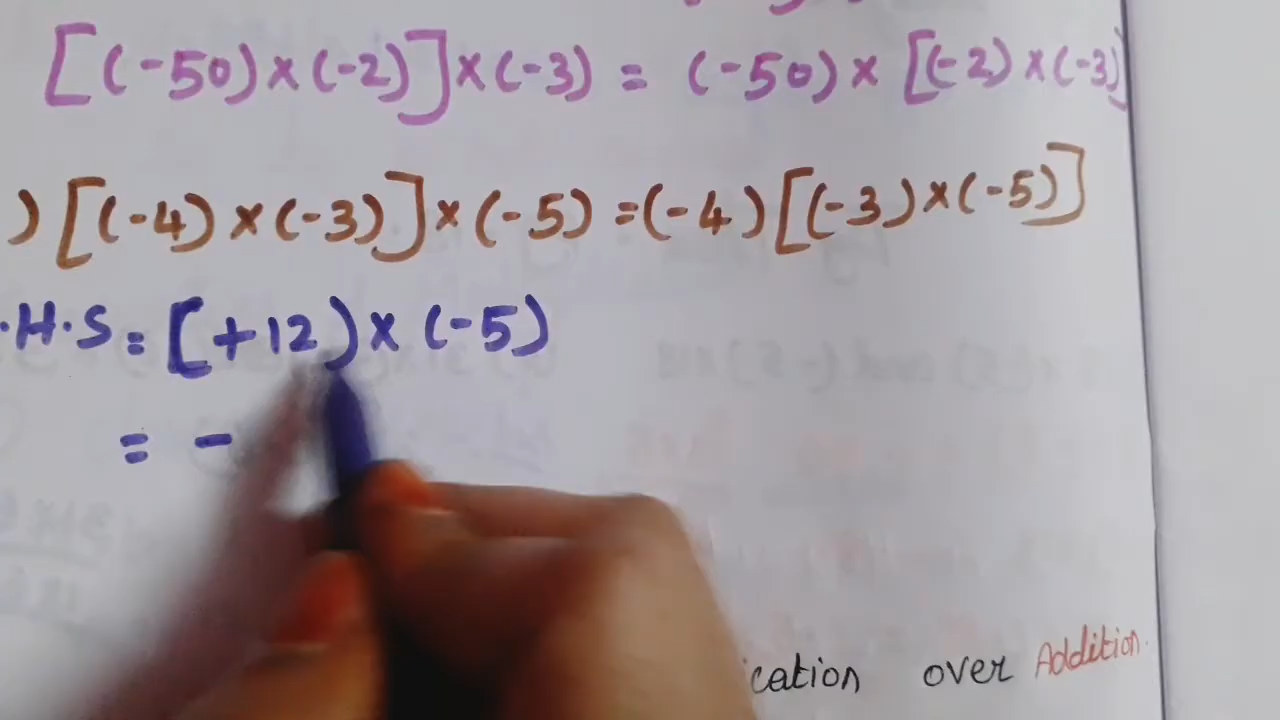 [(-50)×(-2)]×(-3) = (-50)×[(-2)×(-3)
)[(-4)×(-3)]×(-5)=(-4)[(-3)×(-5)]
.H.S = [+12)×(-5)
= -
ication over Addition.